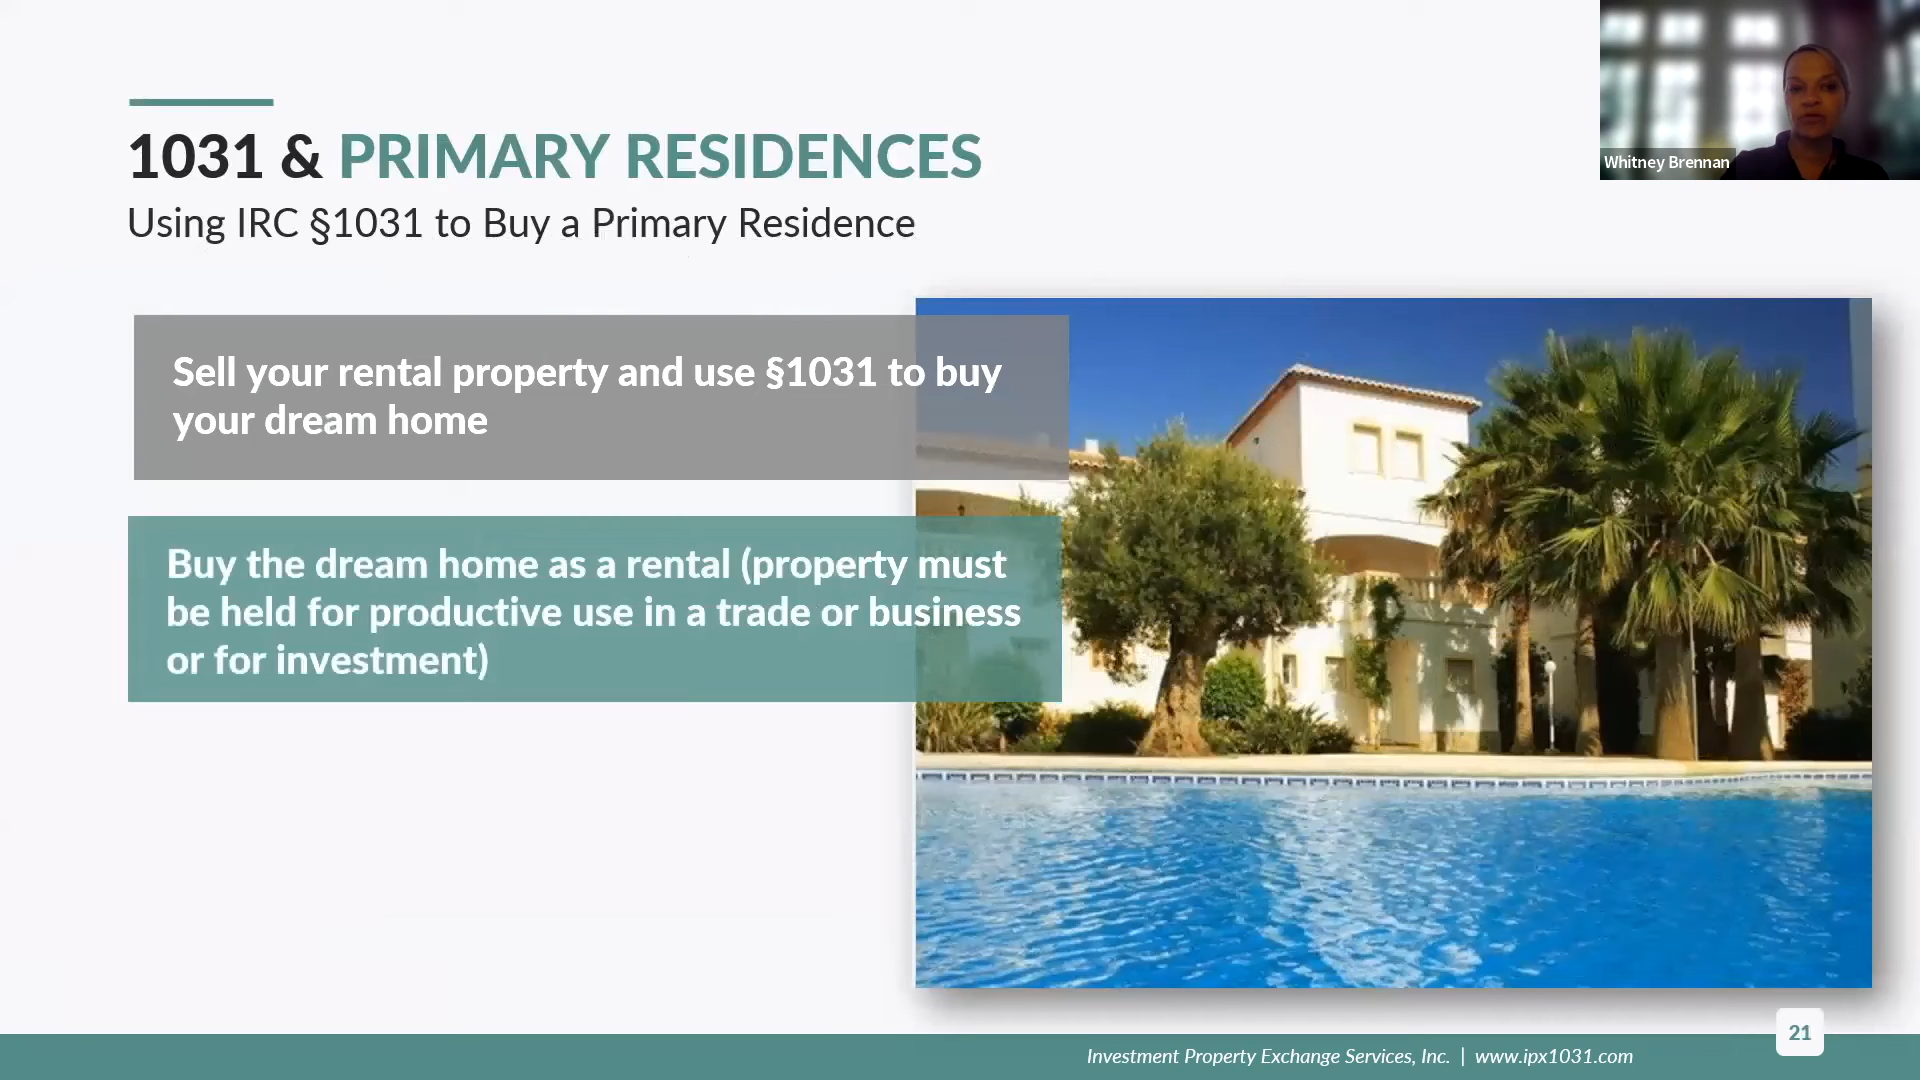 Whitney Brennan
1031 & PRIMARY RESIDENCES
Using IRC §1031 to Buy a Primary Residence
Sell your rental property and use §1031 to buy
your dream home
Buy the dream home as a rental (property must
be held for productive use in a trade or business
or for investment)
21
Investment Property Exchange Services, Inc. | www.ipx1031.com